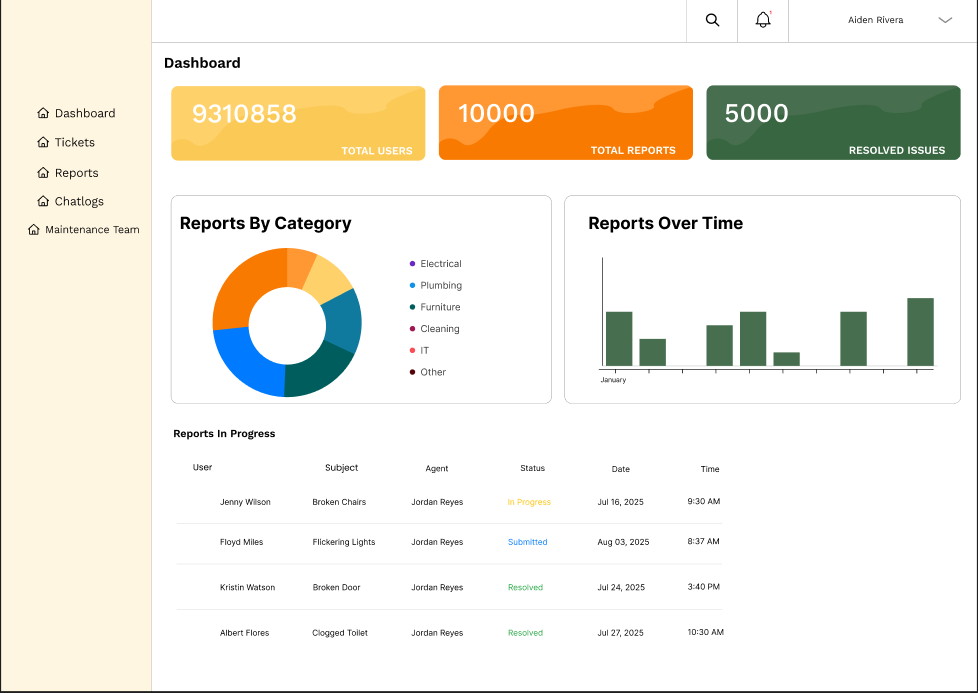 1
Aiden Rivera
Dashboard
Tickets
Reports
Chatlogs
Maintenance Team
Dashboard
9310858
TOTAL USERS
10000
TOTAL REPORTS
5000
RESOLVED ISSUES
Reports By Category
Electrical
Plumbing
Furniture
Cleaning
IT
Other
Reports Over Time
January
Reports In Progress
User Subject Agent Status Date Time
Jenny Wilson Broken Chairs Jordan Reyes In Progress Jul 16, 2025 9:30 AM
Floyd Miles Flickering Lights Jordan Reyes Submitted Aug 03, 2025 8:37 AM
Kristin Watson Broken Door Jordan Reyes Resolved Jul 24, 2025 3:40 PM
Albert Flores Clogged Toilet Jordan Reyes Resolved Jul 27, 2025 10:30 AM